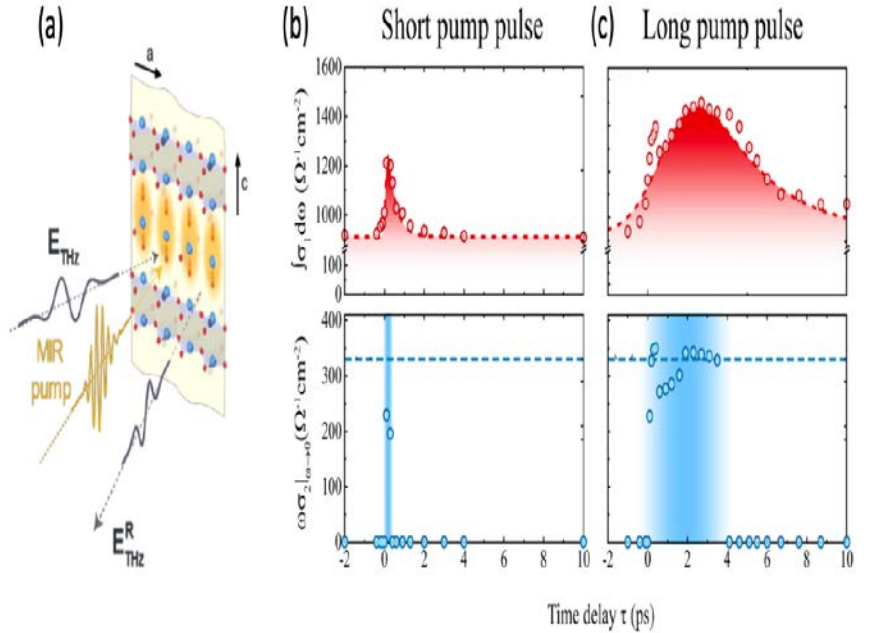 (a)
a
c
E_THz
MIR
pump
E^R_THz
(b) Short pump pulse
∫σ₁dω (Ω⁻¹cm⁻²)
1600
1400
1200
1000
100
0
ωσ₂|ω→0(Ω⁻¹cm⁻²)
400
300
200
100
0
-2 0 2 4 6 8 10
(c) Long pump pulse
-2 0 2 4 6 8 10
Time delay τ (ps)